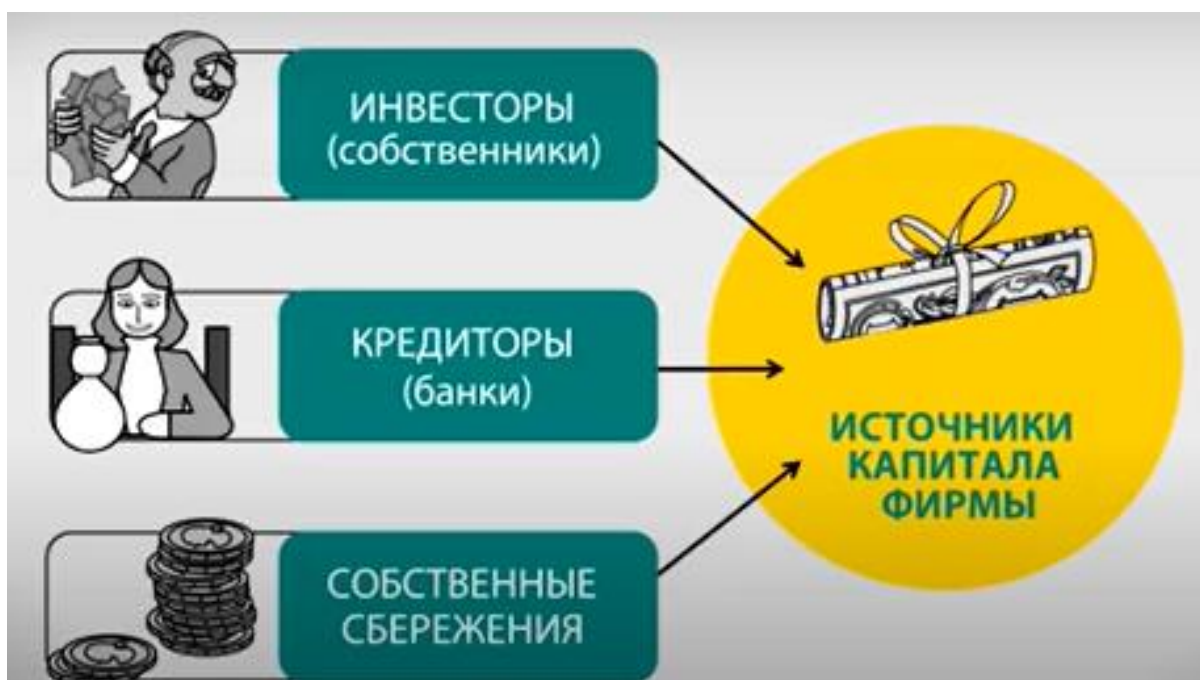 ИНВЕСТОРЫ
(собственники)
КРЕДИТОРЫ
(банки)
СОБСТВЕННЫЕ
СБЕРЕЖЕНИЯ
ИСТОЧНИКИ
КАПИТАЛА
ФИРМЫ